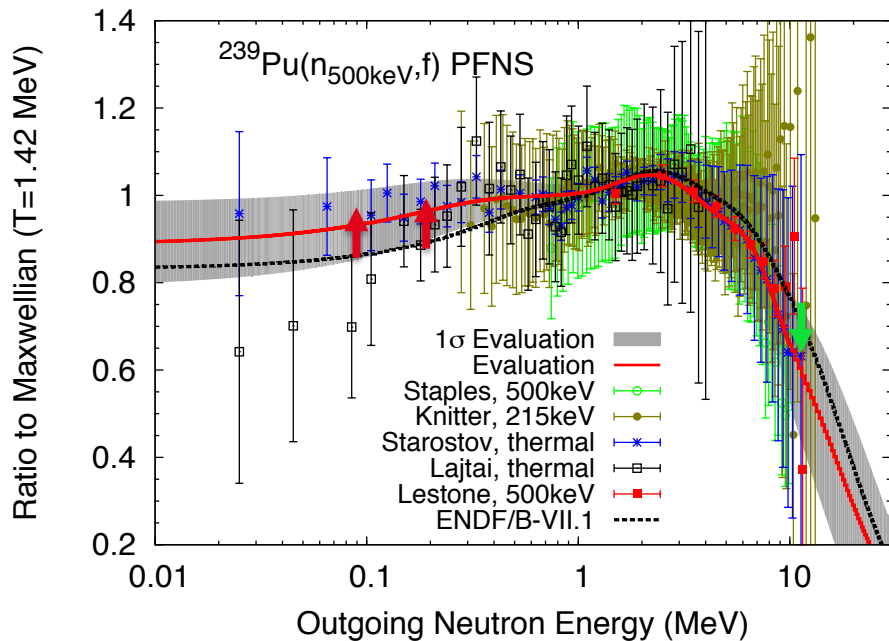 ²³⁹Pu(n₅₀₀ₖₑᵥ,f) PFNS
Ratio to Maxwellian (T=1.42 MeV)
1.4
1.2
1
0.8
0.6
0.4
0.2
1σ Evaluation
Evaluation
Staples, 500keV
Knitter, 215keV
Starostov, thermal
Lajtai, thermal
Lestone, 500keV
ENDF/B-VII.1
0.01 0.1 1 10
Outgoing Neutron Energy (MeV)